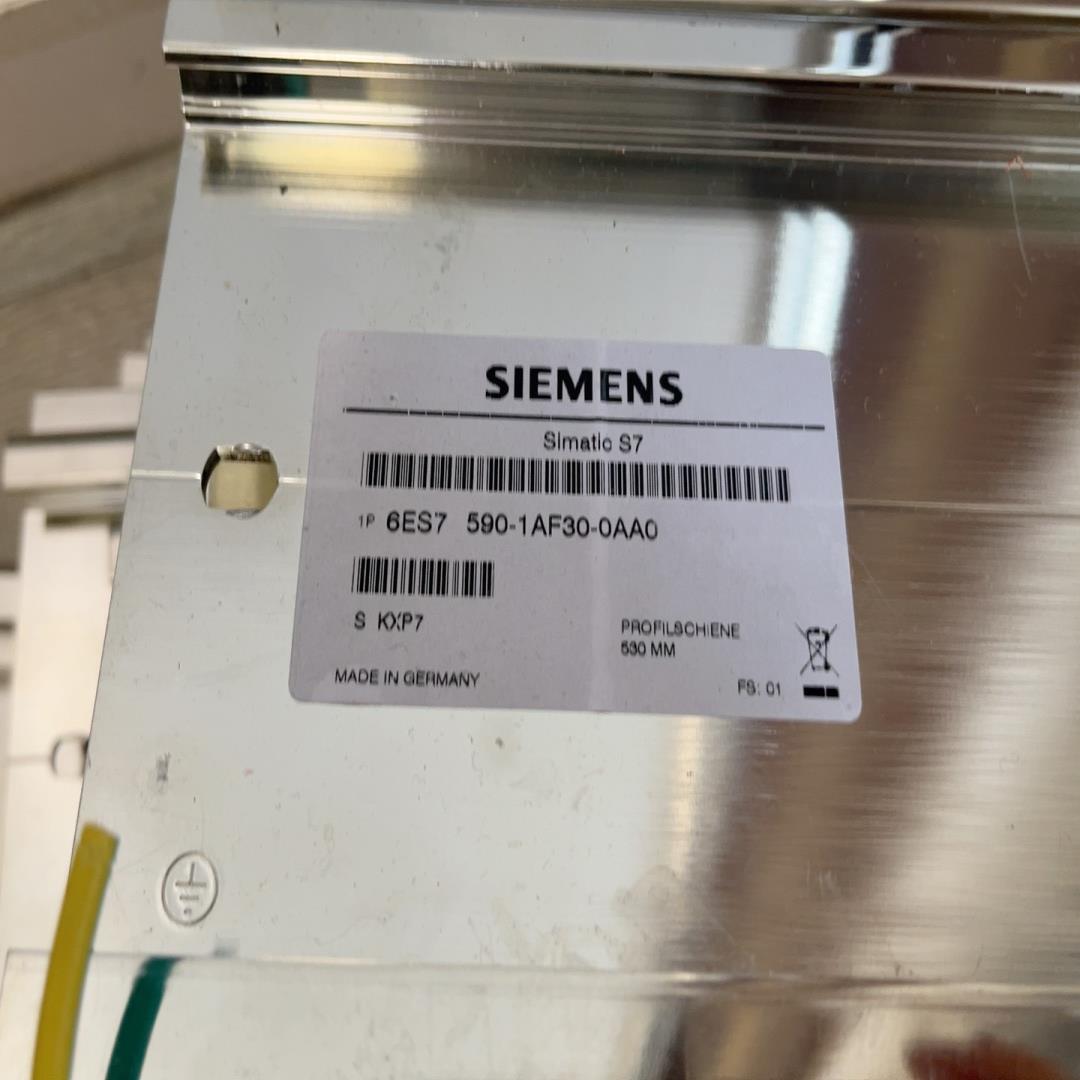 SIEMENS
Simatic S7
1P 6ES7 590-1AF30-0AA0
S KXP7
PROFILSCHIENE
530 MM
MADE IN GERMANY
FS: 01